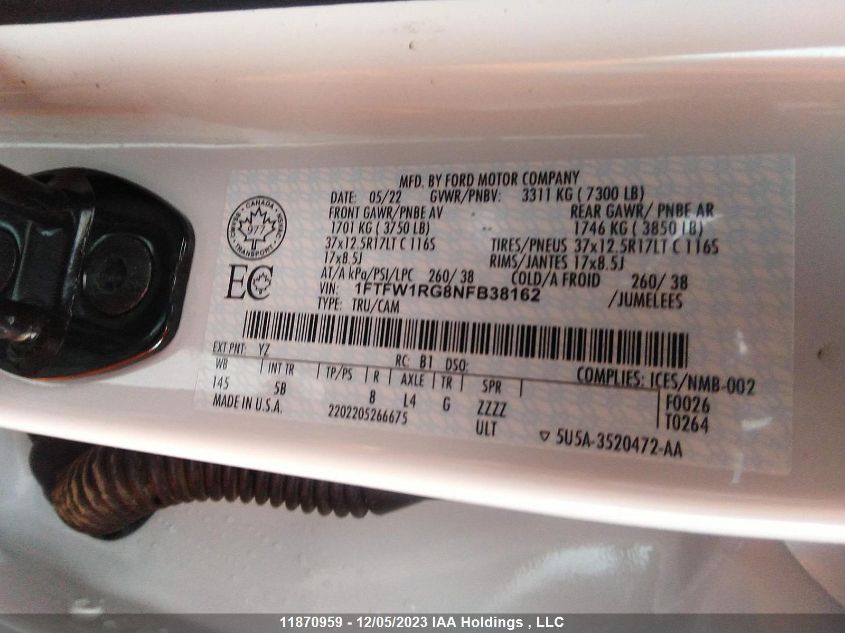 MFD. BY FORD MOTOR COMPANY
DATE: 05/22 GVWR/PNBV: 3311 KG ( 7300 LB)
FRONT GAWR/PNBE AV REAR GAWR/ PNBE AR
1701 KG ( 3750 LB) 1746 KG ( 3850 LB)
37x12.5R17LT C 116S TIRES/PNEUS 37x12.5R17LT C 116S
17x8.5J RIMS/JANTES 17x8.5J
AT/A kPa/PSI/LPC 260/ 38 COLD/A FROID 260/ 38
VIN: 1FTFW1RG8NFB38162 /JUMELEES
TYPE: TRU/CAM
CANADA
TRANSPORT
EC
EXT PNT: YZ RC: B1 DSO: COMPLIES: ICES/NMB-002
WB INT TR TP/PS R AXLE TR SPR F0026
145 5B B L4 G ZZZZ T0264
MADE IN U.S.A. 2202205266675 ULT 5U5A-3520472-AA
11870959 - 12/05/2023 IAA Holdings , LLC